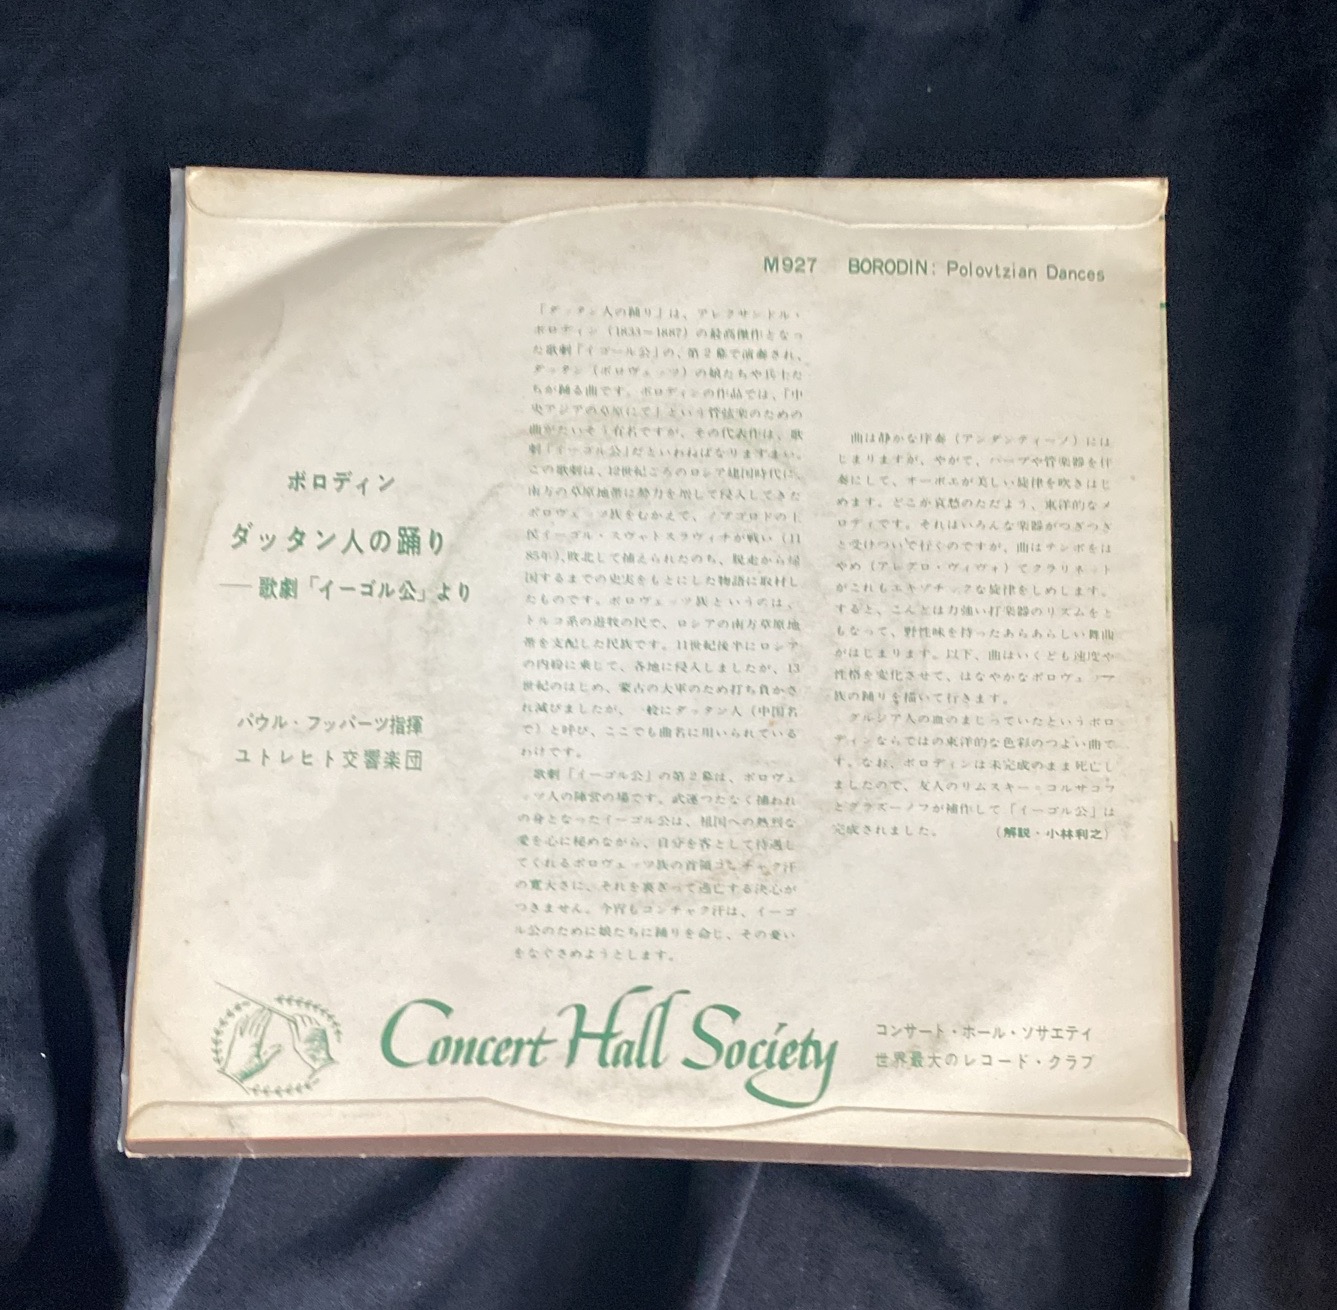 M927 BORODIN: Polovtzian Dances
ボロディン
ダッタン人の踊り
── 歌劇「イーゴル公」より
パウル・フッパーツ指揮
ユトレヒト交響楽団
「ダッタン人の踊り」は、アレクサンドル・
ボロディン（1833―1887）の最高傑作となっ
た歌劇「イゴール公」の、第2幕で演奏され、
ダッタン（ポロヴェッツ）の娘たちや兵士た
ちが踊る曲です。ボロディンの作品では、「中
央アジアの草原にて」という管弦楽のための
曲がたいそう有名ですが、その代表作は、歌
劇「イーゴル公」だといわねばなりますまい。
この歌劇は、12世紀ごろのロシア建国時代に、
南方の草原地帯に勢力を増して侵入してきた
ポロヴェッツ族をむかえて、ノブゴロドの王
侯イーゴル・スヴャトスラヴィチが戦い（11
85年）、敗北して捕えられたのち、脱走から帰
国するまでの史実をもとにした物語に取材し
たものです。ポロヴェッツ族というのは、
トルコ系の遊牧の民で、ロシアの南方草原地
帯を支配した民族です。11世紀後半にロシア
の内紛に乗じて、各地に侵入しましたが、13
世紀のはじめ、蒙古の大軍のため打ち負かさ
れ滅びましたが、一般にダッタン人（中国名
で）と呼び、ここでも曲名に用いられている
わけです。
歌劇「イーゴル公」の第2幕は、ポロヴェ
ッツ人の陣営の場です。武運つたなく捕われ
の身となったイーゴル公は、祖国への熱烈な
愛を心に秘めながら、自分を客として待遇し
てくれるポロヴェッツ族の首領コンチャク汗
の寛大さに、それを裏ぎって逃亡する決心が
つきません。今宵もコンチャク汗は、イーゴ
ル公のために娘たちに踊りを命じ、その憂い
をなぐさめようとします。
曲は静かな序奏（アンダンティーノ）には
じまりますが、やがて、ハープや管楽器を伴
奏にして、オーボエが美しい旋律を吹きはじ
めます。どこか哀愁のただよう、東洋的なメ
ロディです。それはいろんな楽器がつぎつぎ
と受けついで行くのですが、曲はテンポをは
やめ（アレグロ・ヴィヴォ）てクラリネット
がこれもエキゾチックな旋律をしめします。
すると、こんどは力強い打楽器のリズムをと
もなって、野性味を持ったあらあらしい舞曲
がはじまります。以下、曲はいくども速度や
性格を変化させて、はなやかなポロヴェッツ
族の踊りを描いて行きます。
グルジア人の血のまじっていたというボロ
ディンならではの東洋的な色彩のつよい曲で
す。なお、ボロディンは未完成のまま死亡し
ましたので、友人のリムスキー＝コルサコフ
とグラズーノフが補作して「イーゴル公」は
完成されました。（解説・小林利之）
Concert Hall Society
コンサート・ホール・ソサエティ
世界最大のレコード・クラブ